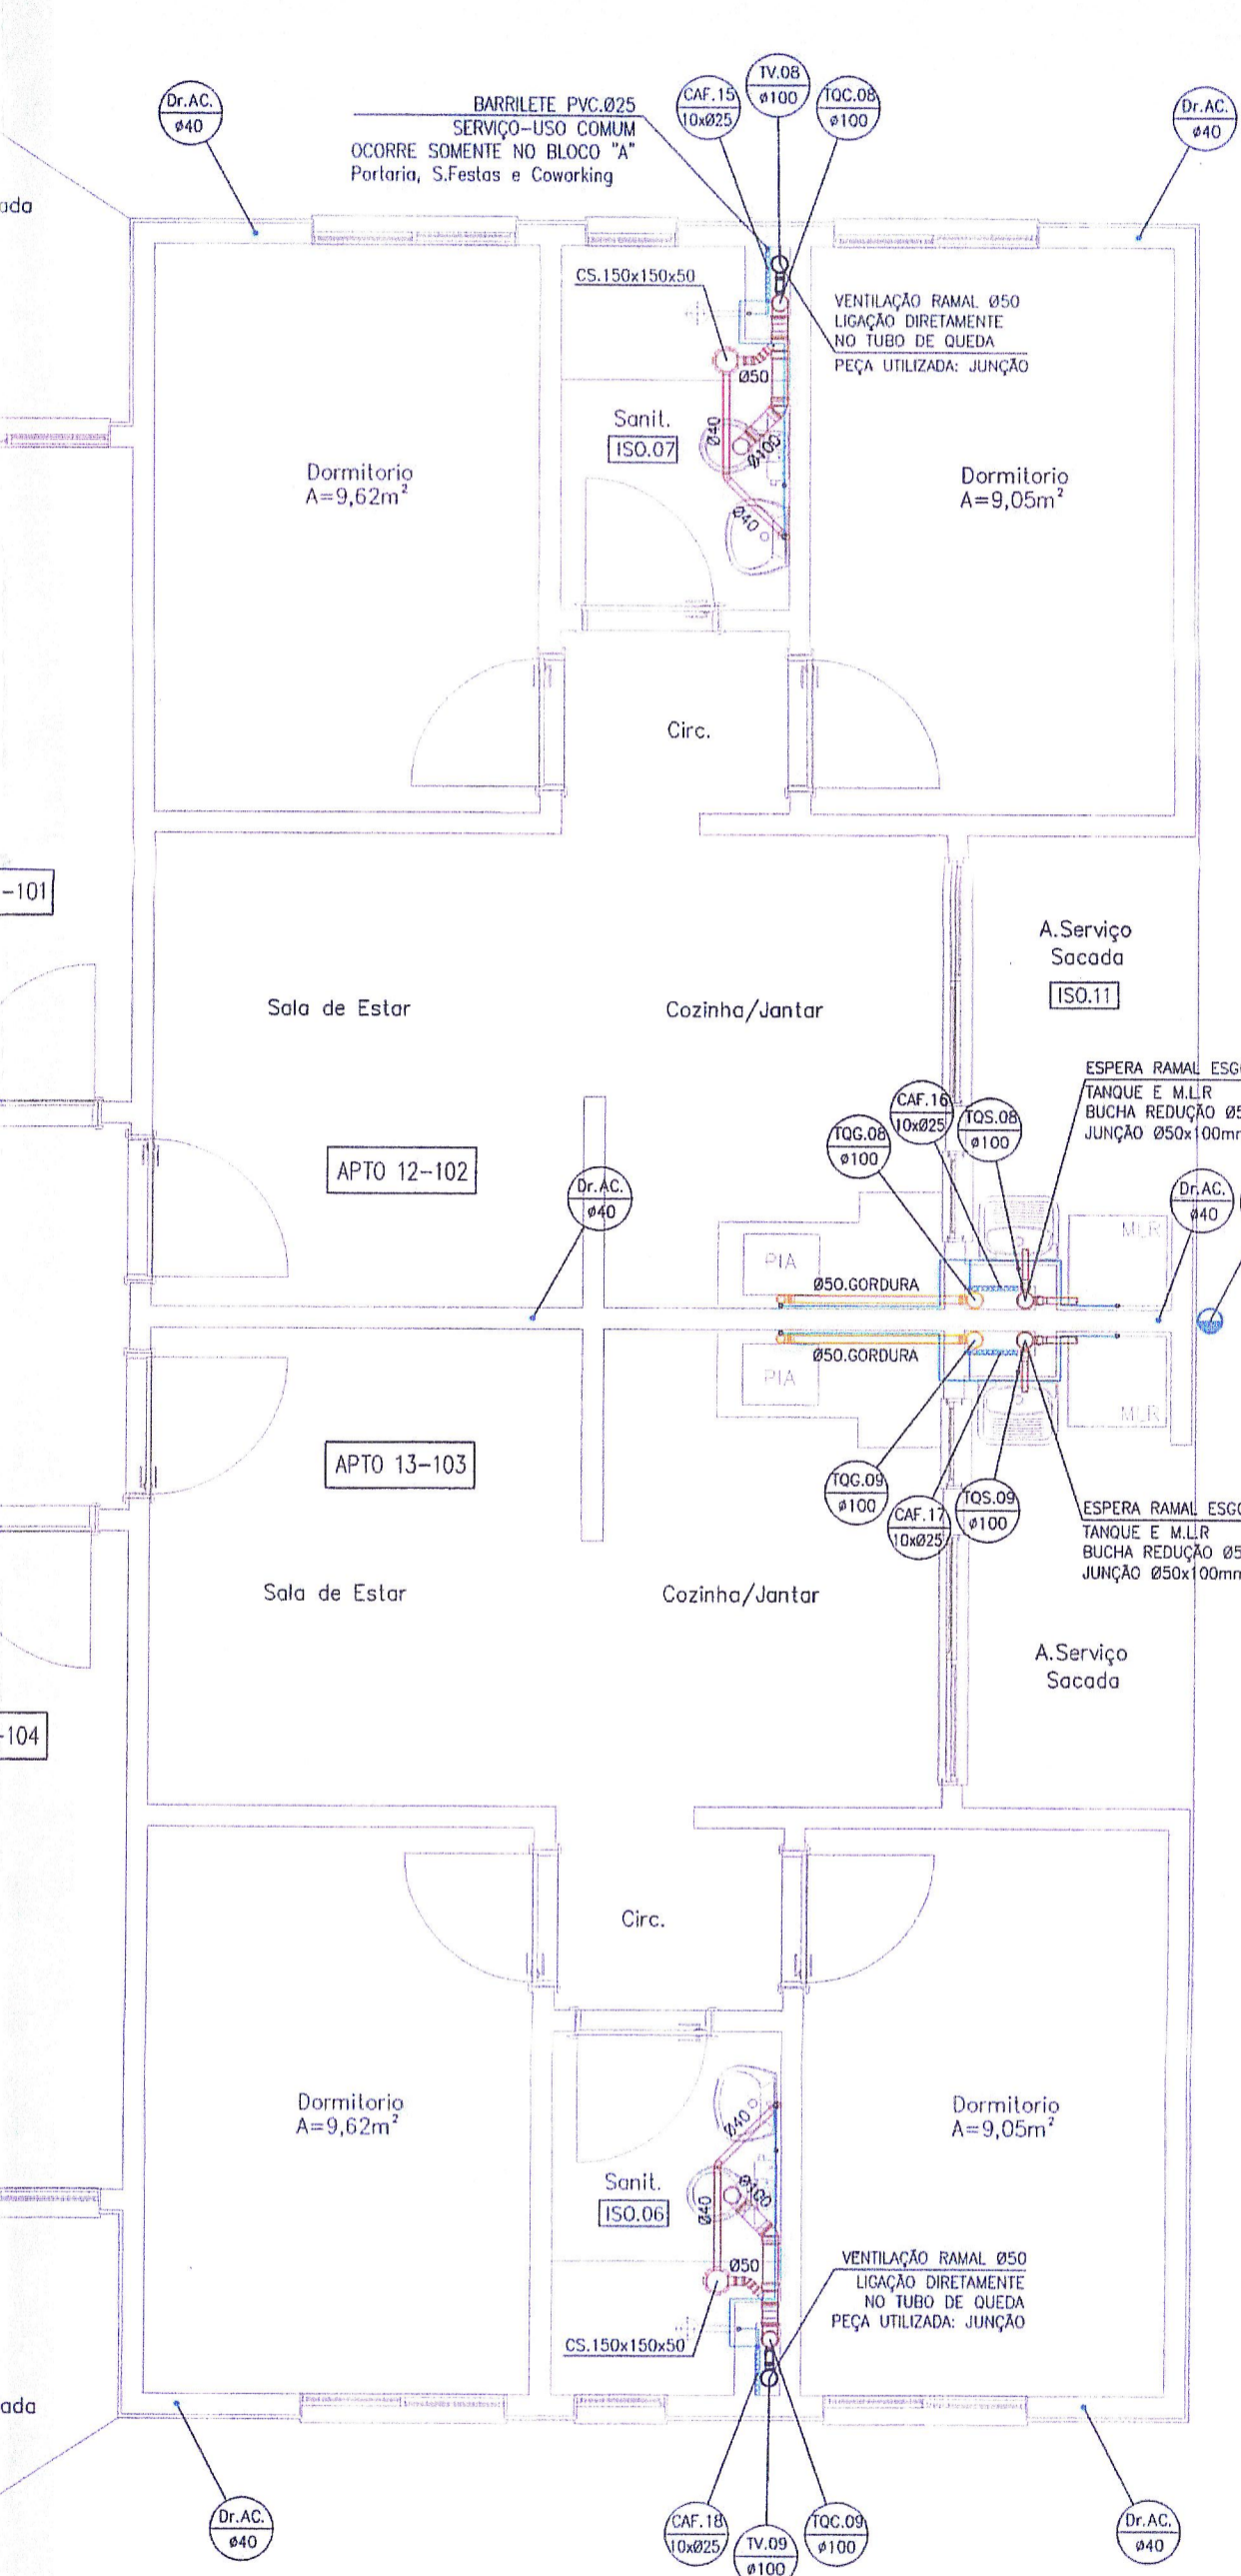 Dr.AC.
ø40
BARRILETE PVC.Ø25
SERVIÇO-USO COMUM
OCORRE SOMENTE NO BLOCO "A"
Portaria, S.Festas e Coworking
CAF.15
10xØ25
TV.08
ø100
TQC.08
ø100
Dr.AC.
ø40
ada
CS.150x150x50
VENTILAÇÃO RAMAL Ø50
LIGAÇÃO DIRETAMENTE
NO TUBO DE QUEDA
PEÇA UTILIZADA: JUNÇÃO
Ø50
Sanit.
ISO.07
Ø40
Ø100
Ø40
Dormitorio
A=9,62m²
Dormitorio
A=9,05m²
Circ.
-101
A.Serviço
Sacada
ISO.11
Sala de Estar
Cozinha/Jantar
ESPERA RAMAL ESG
TANQUE E M.L.R
BUCHA REDUÇÃO Ø5
JUNÇÃO Ø50x100mm
CAF.16
10xØ25
TQS.08
ø100
TQG.08
ø100
APTO 12-102
Dr.AC.
ø40
Dr.AC.
ø40
PIA
MLR
Ø50.GORDURA
Ø50.GORDURA
PIA
MLR
APTO 13-103
TQG.09
ø100
CAF.17
10xØ25
TQS.09
ø100
ESPERA RAMAL ESG
TANQUE E M.L.R
BUCHA REDUÇÃO Ø5
JUNÇÃO Ø50x100mm
Sala de Estar
Cozinha/Jantar
A.Serviço
Sacada
-104
Circ.
Dormitorio
A=9,62m²
Dormitorio
A=9,05m²
Ø40
Sanit.
ISO.06
Ø40
Ø100
Ø50
VENTILAÇÃO RAMAL Ø50
LIGAÇÃO DIRETAMENTE
NO TUBO DE QUEDA
PEÇA UTILIZADA: JUNÇÃO
CS.150x150x50
ada
Dr.AC.
ø40
CAF.18
10xØ25
TV.09
ø100
TQC.09
ø100
Dr.AC.
ø40